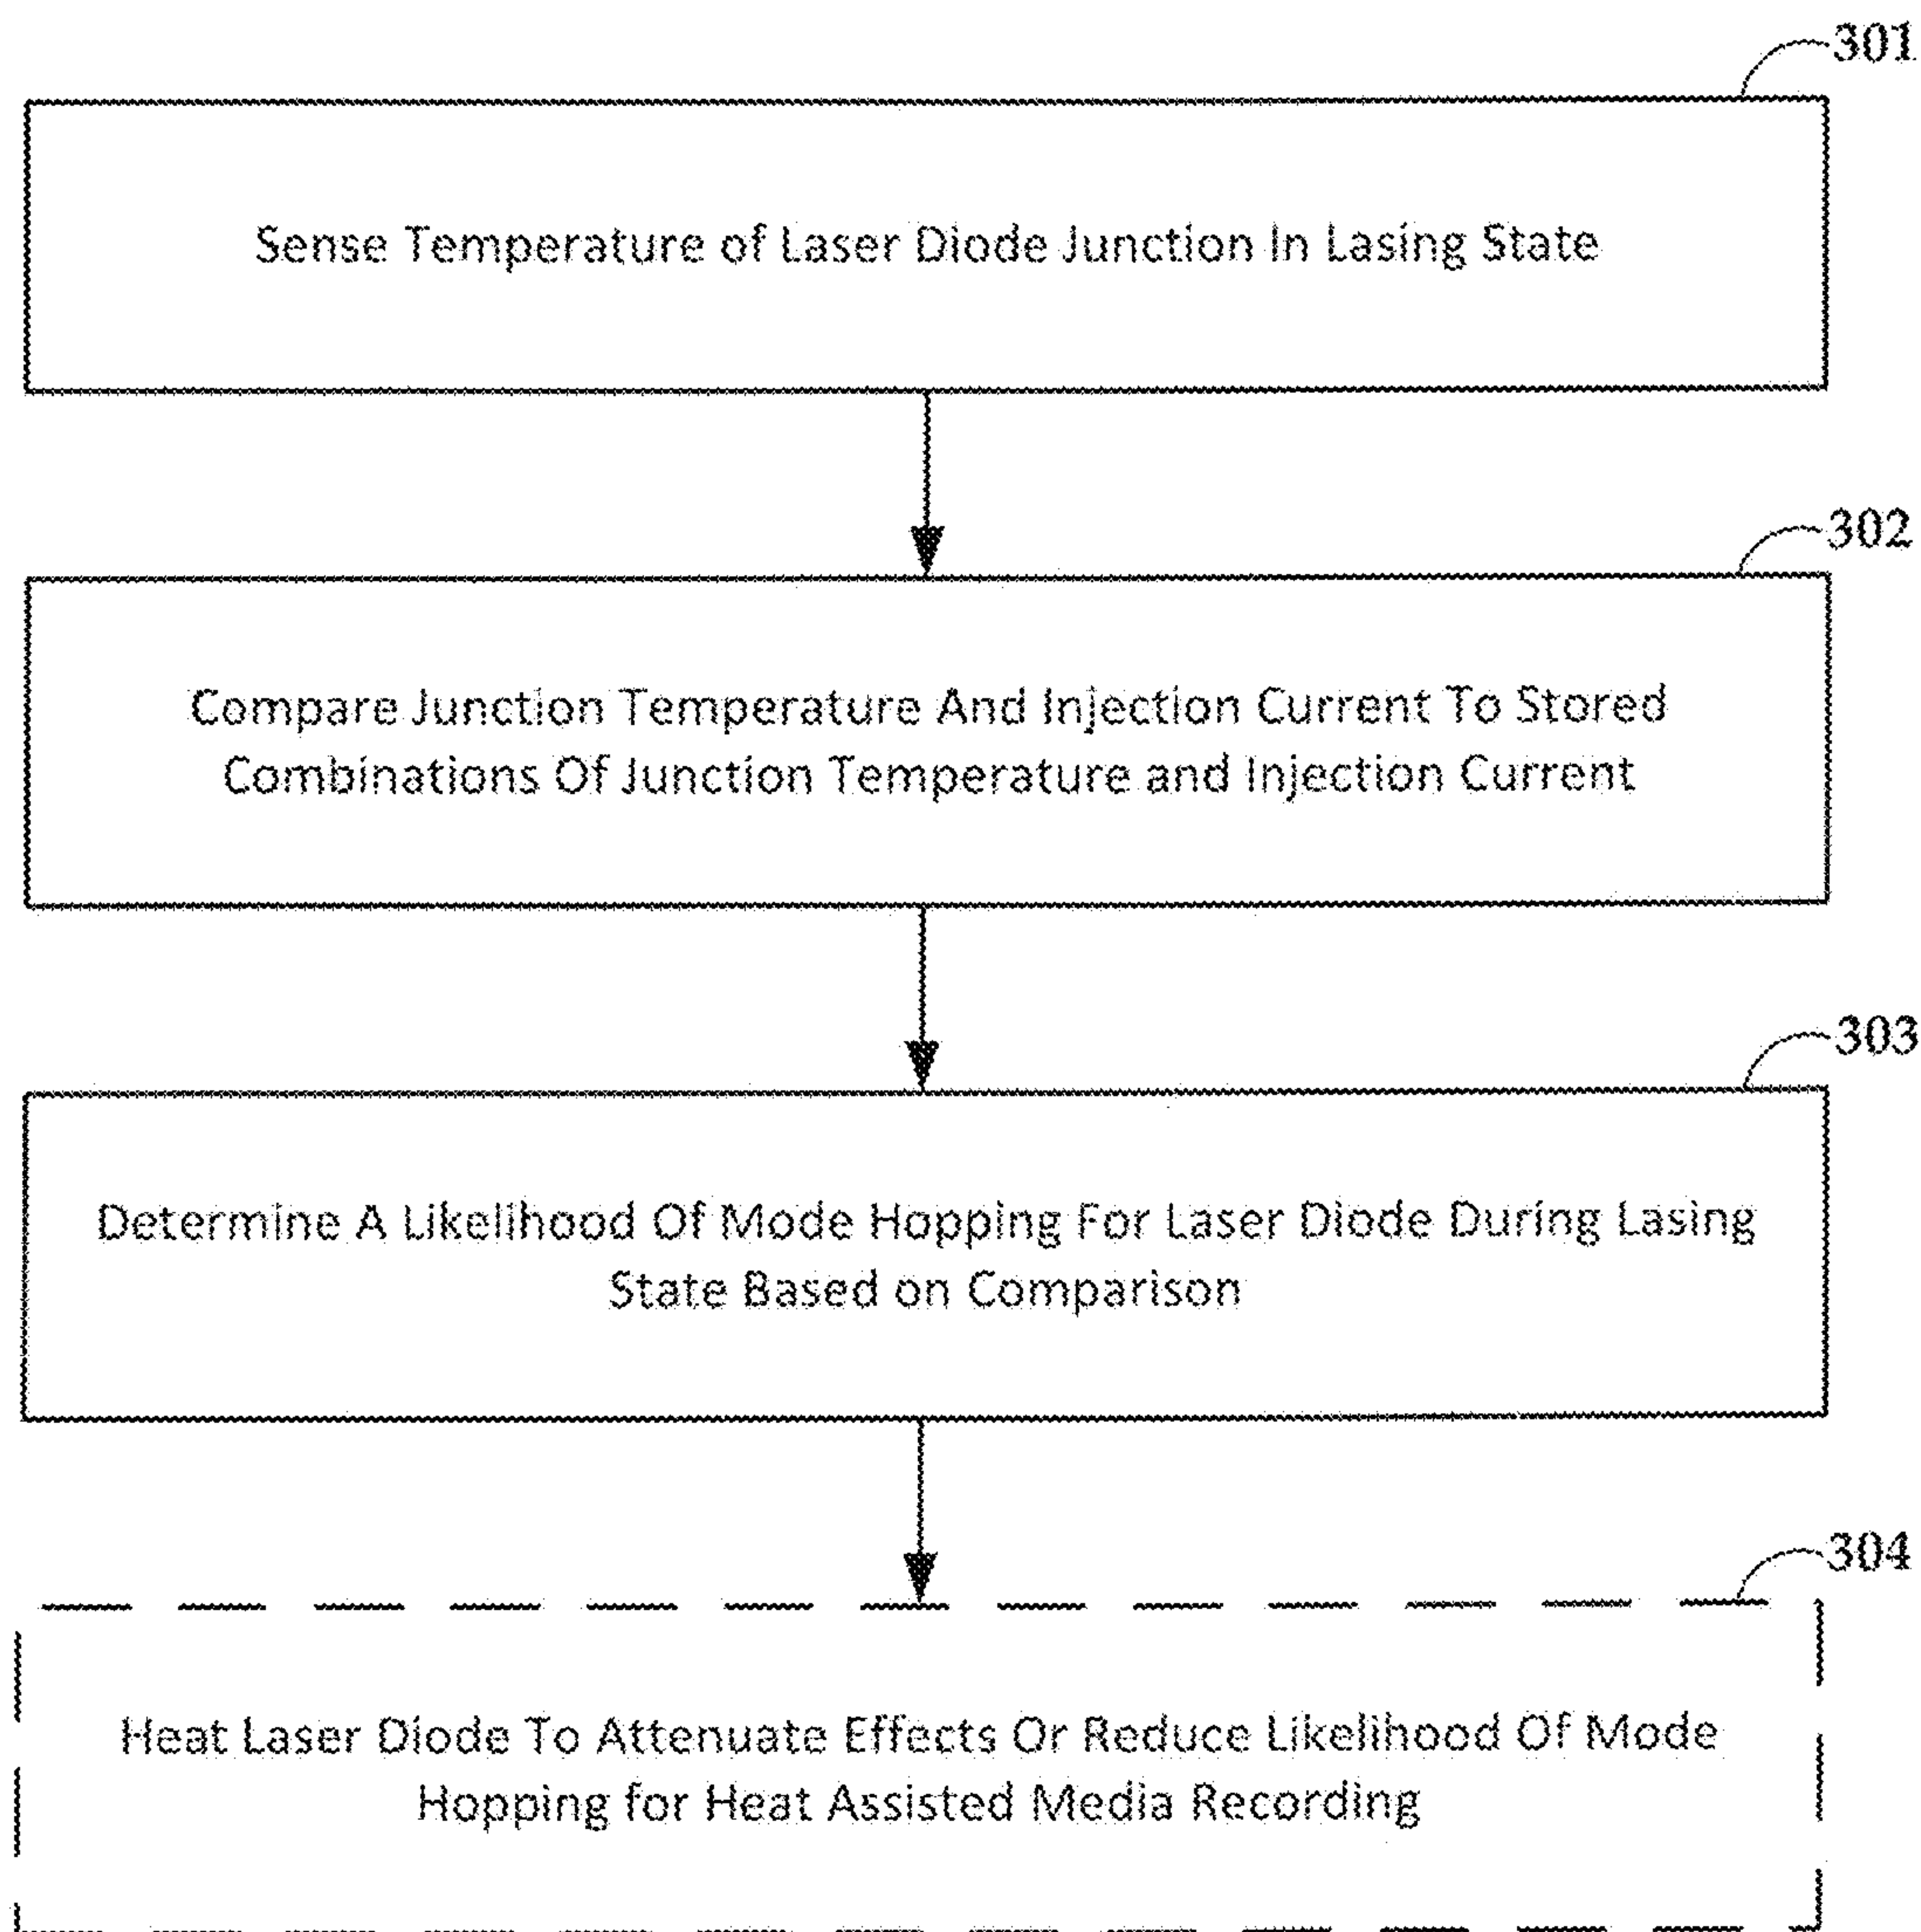 301
Sense Temperature of Laser Diode Junction In Lasing State
302
Compare Junction Temperature And Injection Current To Stored
Combinations Of Junction Temperature and Injection Current
303
Determine A Likelihood Of Mode Hopping For Laser Diode During Lasing
State Based on Comparison
304
Heat Laser Diode To Attenuate Effects Or Reduce Likelihood Of Mode
Hopping for Heat Assisted Media Recording